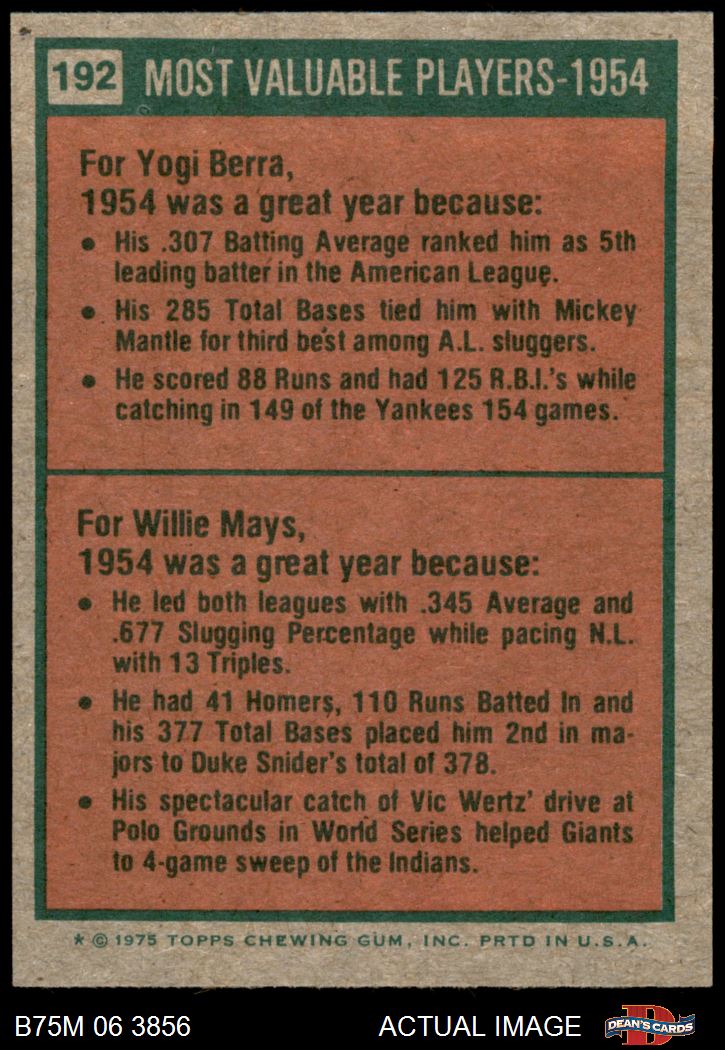 192 MOST VALUABLE PLAYERS-1954
For Yogi Berra,
1954 was a great year because:
• His .307 Batting Average ranked him as 5th
leading batter in the American League.
• His 285 Total Bases tied him with Mickey
Mantle for third best among A.L. sluggers.
• He scored 88 Runs and had 125 R.B.I.'s while
catching in 149 of the Yankees 154 games.
For Willie Mays,
1954 was a great year because:
• He led both leagues with .345 Average and
.677 Slugging Percentage while pacing N.L.
with 13 Triples.
• He had 41 Homers, 110 Runs Batted In and
his 377 Total Bases placed him 2nd in ma-
jors to Duke Snider's total of 378.
• His spectacular catch of Vic Wertz' drive at
Polo Grounds in World Series helped Giants
to 4-game sweep of the Indians.
* © 1975 TOPPS CHEWING GUM, INC. PRTD IN U.S.A.
B75M 06 3856 ACTUAL IMAGE D
DEAN'S CARDS